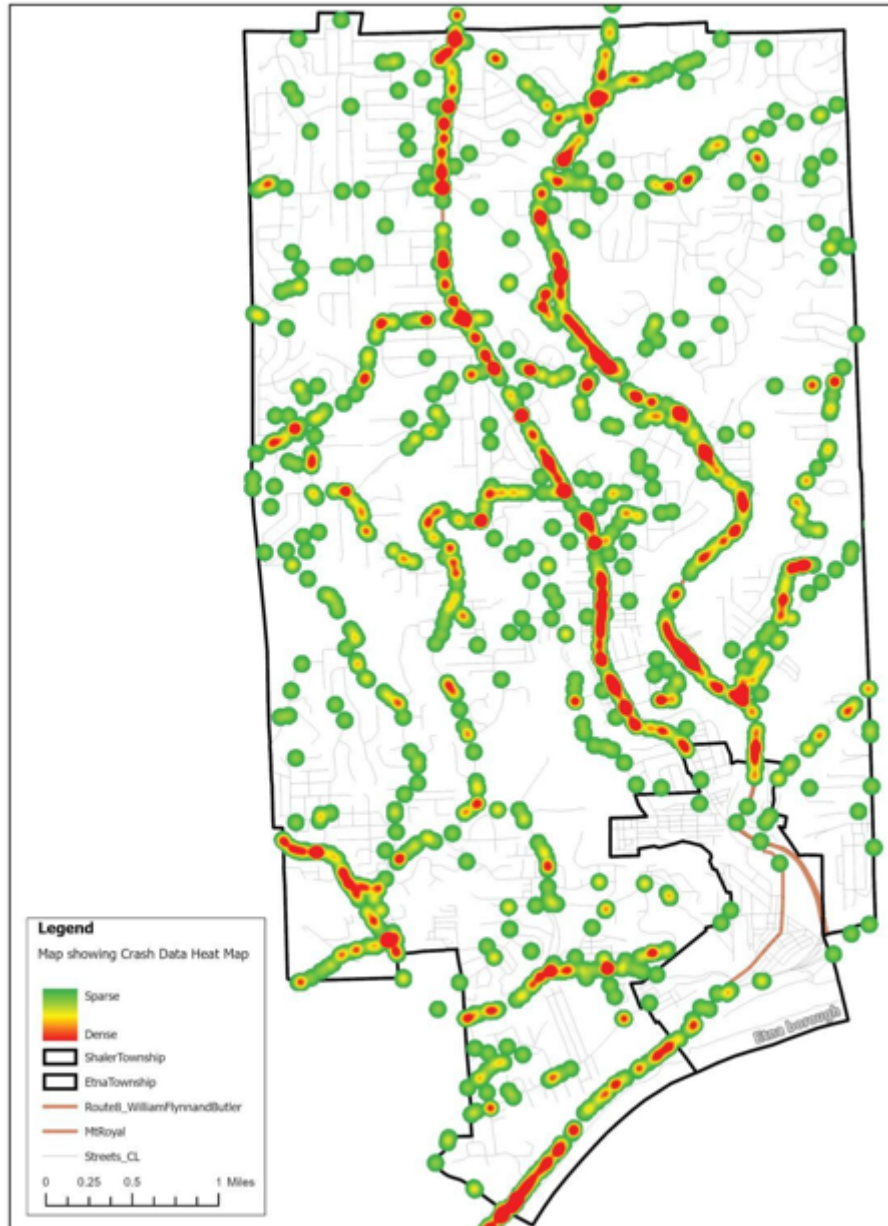 Etna borough
Legend
Map showing Crash Data Heat Map
Sparse
Dense
ShalerTownship
EtnaTownship
Route8_WilliamFlynnandButler
MtRoyal
Streets_CL
0 0.25 0.5 1 Miles